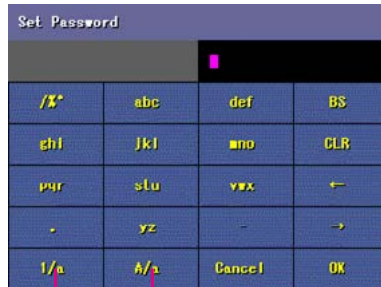 Set Password
/%* abc def BS
ghi jkl mno CLR
pqr stu vwx ←
. yz - →
1/a A/a Cancel OK